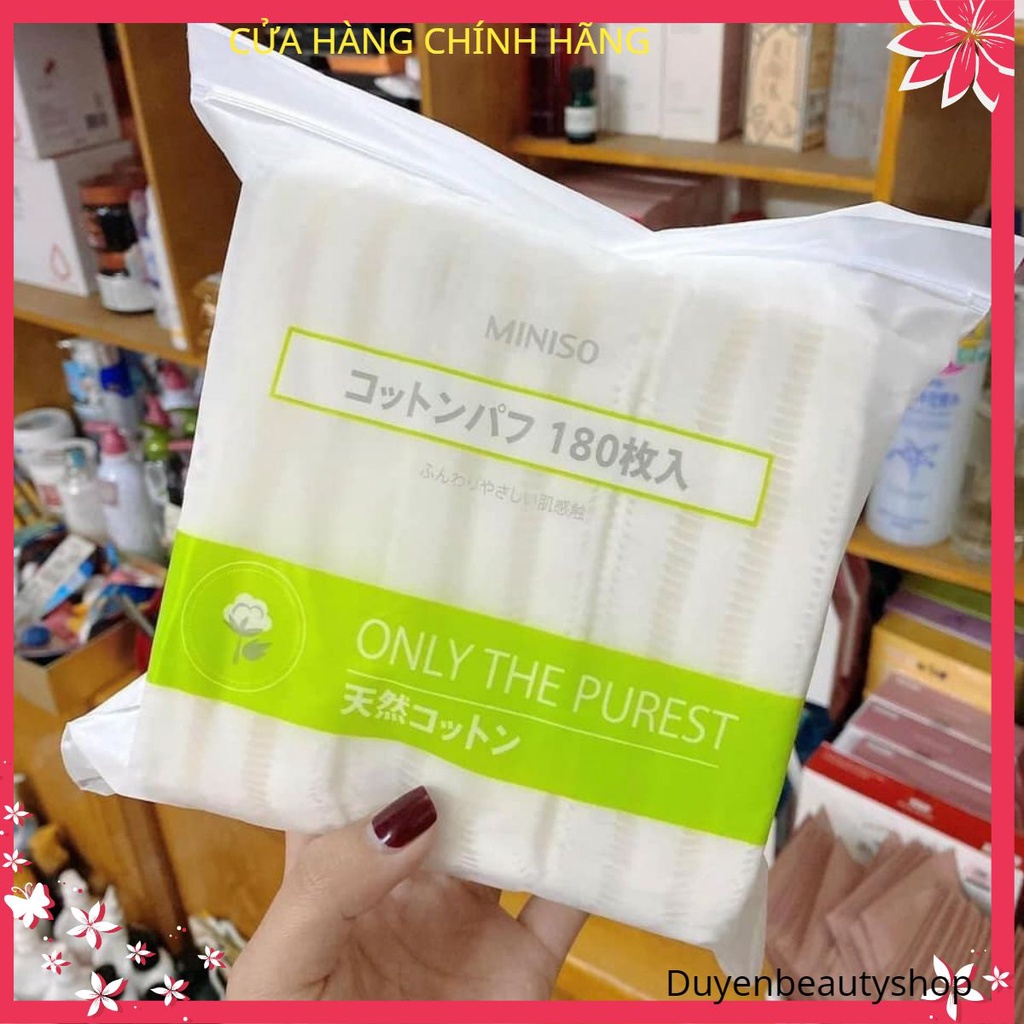 CỬA HÀNG CHÍNH HÃNG
MINISO
コットンパフ 180枚入
ふんわりやさしい肌感触
ONLY THE PUREST
天然コットン
Duyenbeautyshop